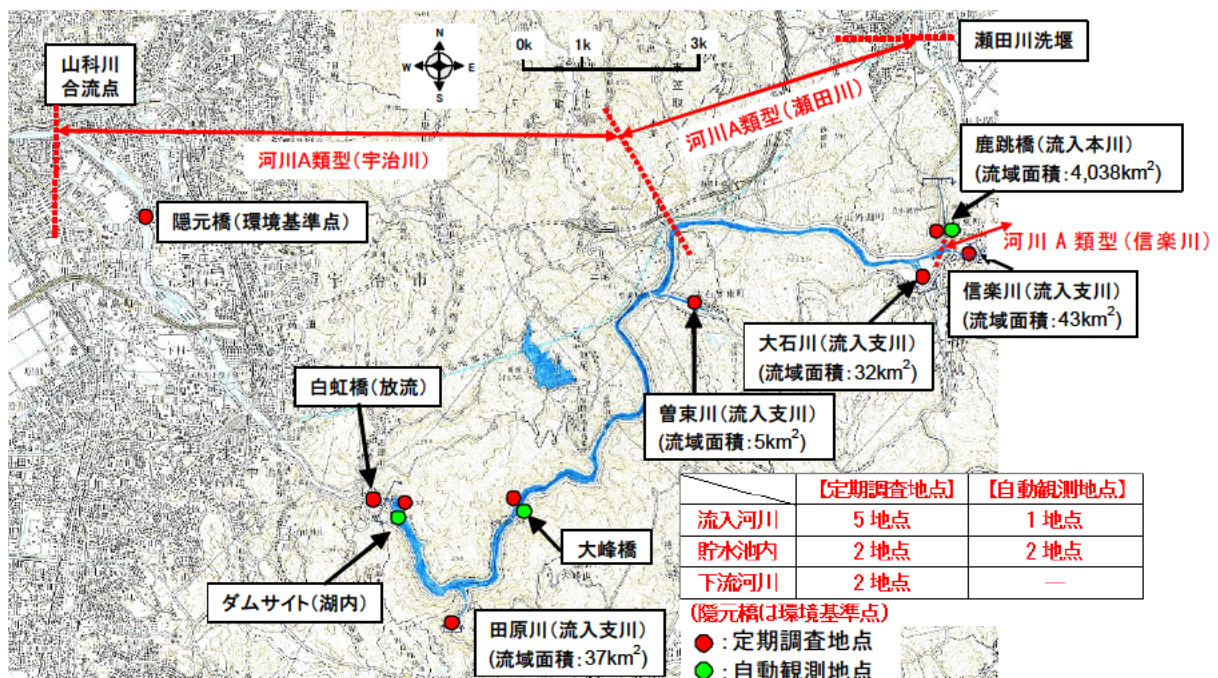 山科川
合流点
N
W
E
S
0k
1k
3k
瀬田川洗堰
河川A類型(瀬田川)
河川A類型(宇治川)
鹿跳橋(流入本川)
(流域面積:4,038km²)
隠元橋(環境基準点)
河川A類型(信楽川)
信楽川(流入支川)
(流域面積:43km²)
大石川(流入支川)
(流域面積:32km²)
白虹橋(放流)
曽束川(流入支川)
(流域面積:5km²)
大峰橋
ダムサイト(湖内)
田原川(流入支川)
(流域面積:37km²)
【定期調査地点】 【自動観測地点】
流入河川 5地点 1地点
貯水池内 2地点 2地点
下流河川 2地点 —
(隠元橋は環境基準点)
:定期調査地点
:自動観測地点